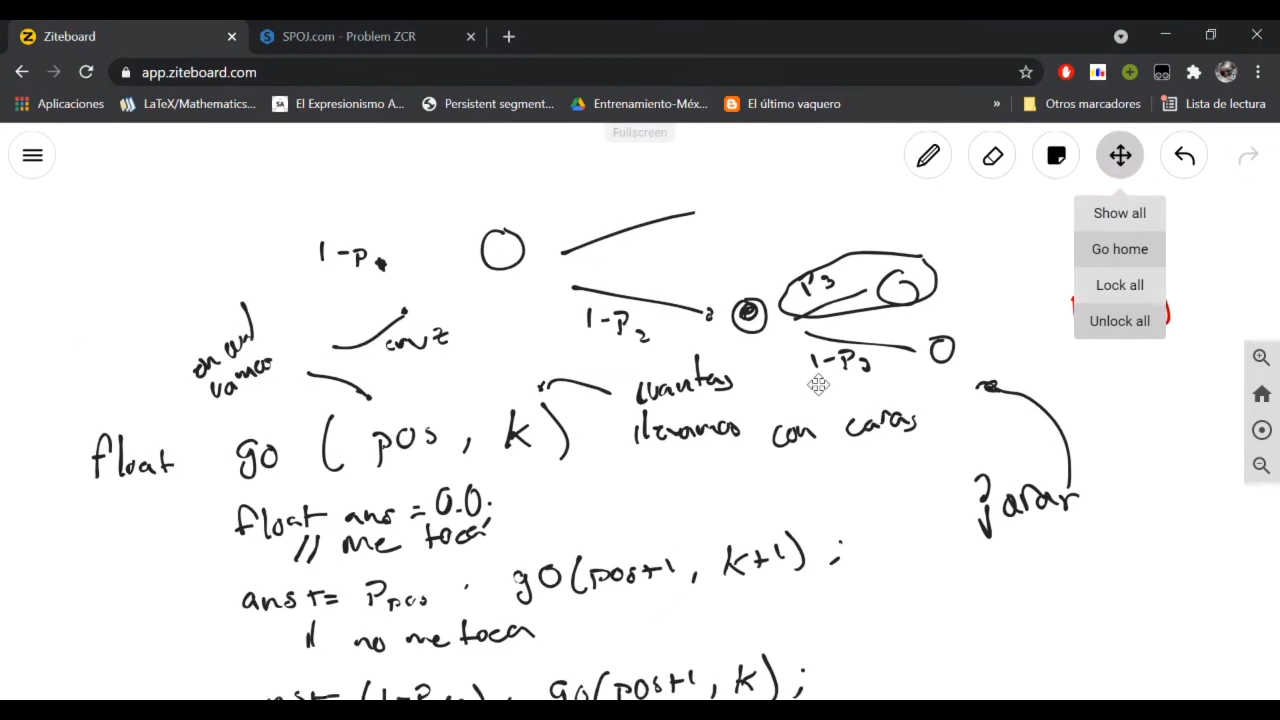 Ziteboard
SPOJ.com - Problem ZCR
app.ziteboard.com
Aplicaciones
LaTeX/Mathematics...
El Expresionismo A...
Persistent segment...
Entrenamiento-Méx...
El último vaquero
»
Otros marcadores
Lista de lectura
Fullscreen
Show all
Go home
Lock all
Unlock all
1-P
P3
1-P2
cruz
1-P3
vamos
cuantas
llevamos con caras
float go ( pos , k )
float ans = 0.0;
// me toca
ans += Ppos · go(pos+1, k+1) ;
// no me toca
(1-P
go(pos+1, k) ;